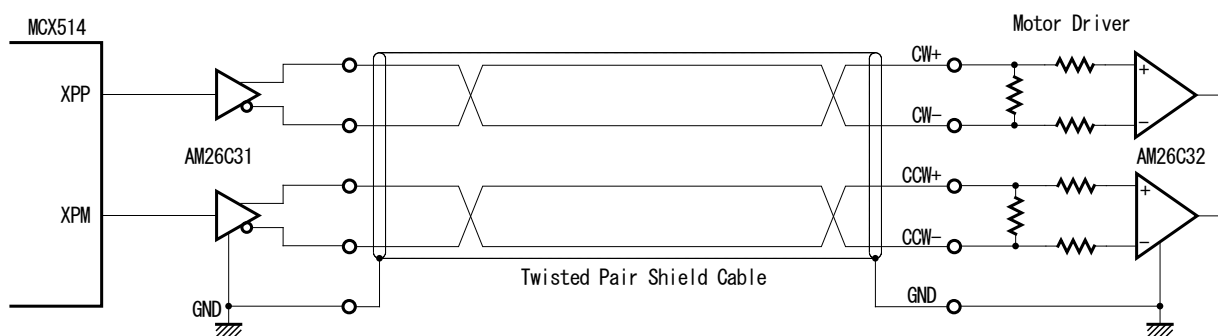 MCX514
Motor Driver
CW+
XPP
CW-
AM26C31
AM26C32
CCW+
XPM
CCW-
Twisted Pair Shield Cable
GND
GND
+
−
+
−